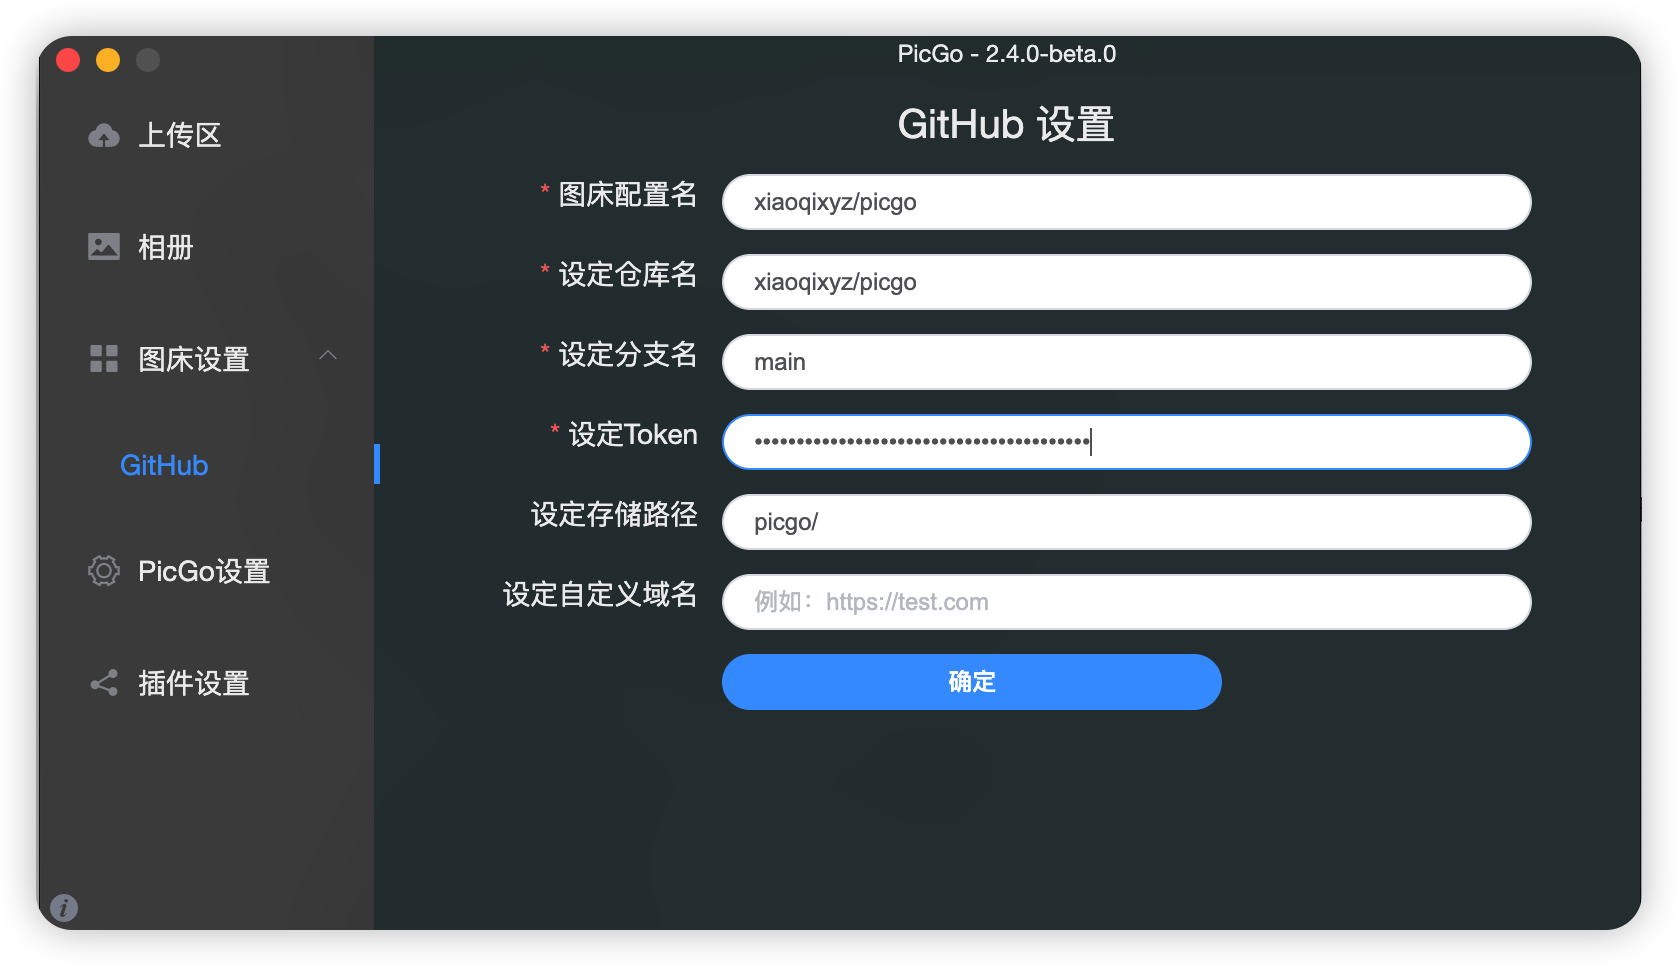 PicGo - 2.4.0-beta.0
上传区
相册
图床设置
GitHub
PicGo设置
插件设置
GitHub 设置
* 图床配置名
xiaoqixyz/picgo
* 设定仓库名
xiaoqixyz/picgo
* 设定分支名
main
* 设定Token
••••••••••••••••••••••••••••••••••••••••
设定存储路径
picgo/
设定自定义域名
例如：https://test.com
确定